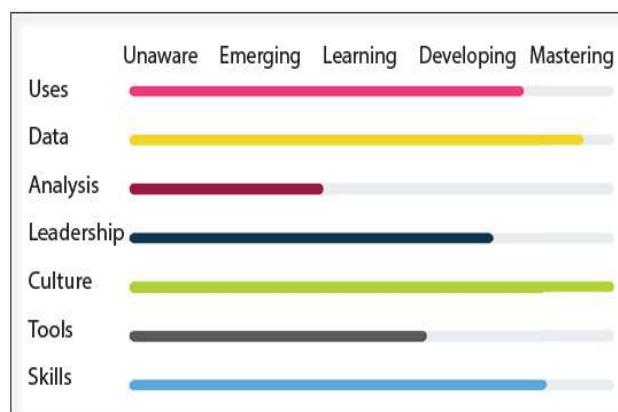 Unaware Emerging Learning Developing Mastering
Uses
Data
Analysis
Leadership
Culture
Tools
Skills